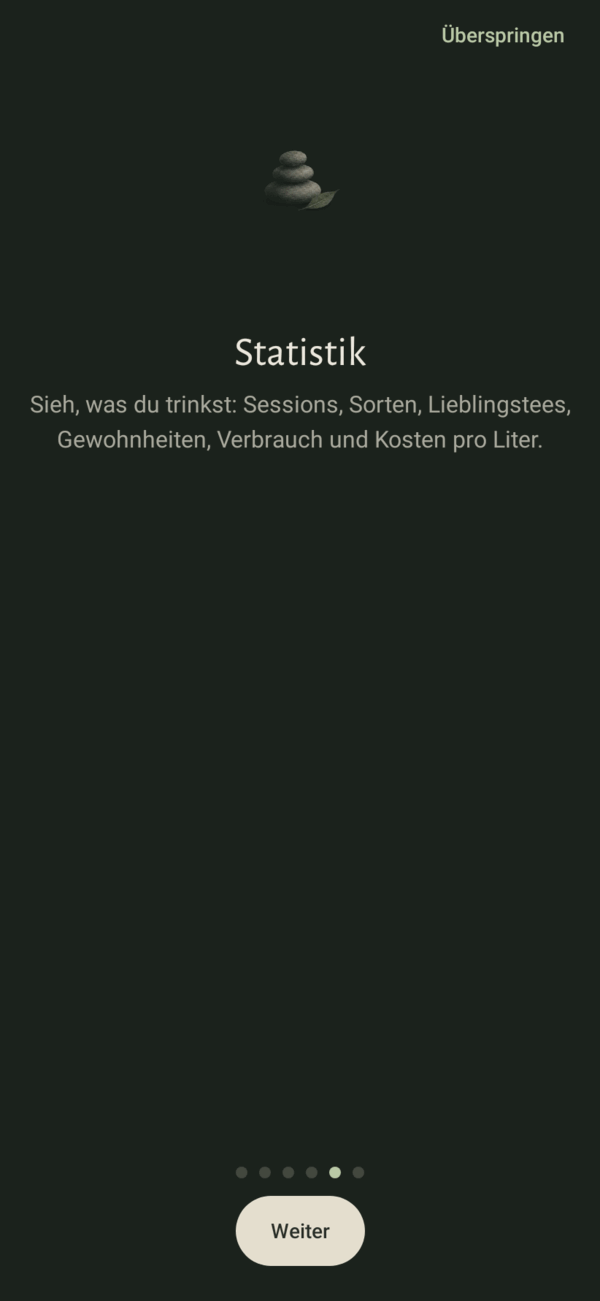 Überspringen
Statistik
Sieh, was du trinkst: Sessions, Sorten, Lieblingstees,
Gewohnheiten, Verbrauch und Kosten pro Liter.
Weiter